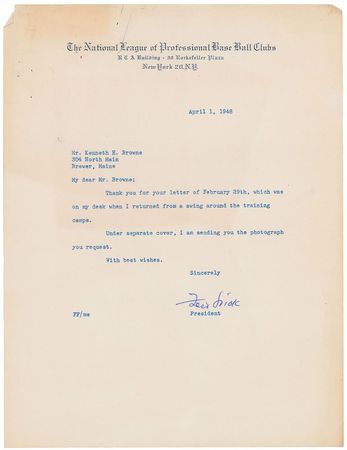 The National League of Professional Base Ball Clubs
R C A Building - 30 Rockefeller Plaza
New York 20, N.Y.
April 1, 1948
Mr. Kenneth H. Browne
304 North Main
Brewer, Maine
My dear Mr. Browne:
Thank you for your letter of February 29th, which was
on my desk when I returned from a swing around the training
camps.
Under separate cover, I am sending you the photograph
you request.
With best wishes.
Sincerely
Ford Frick
FF/ms
President